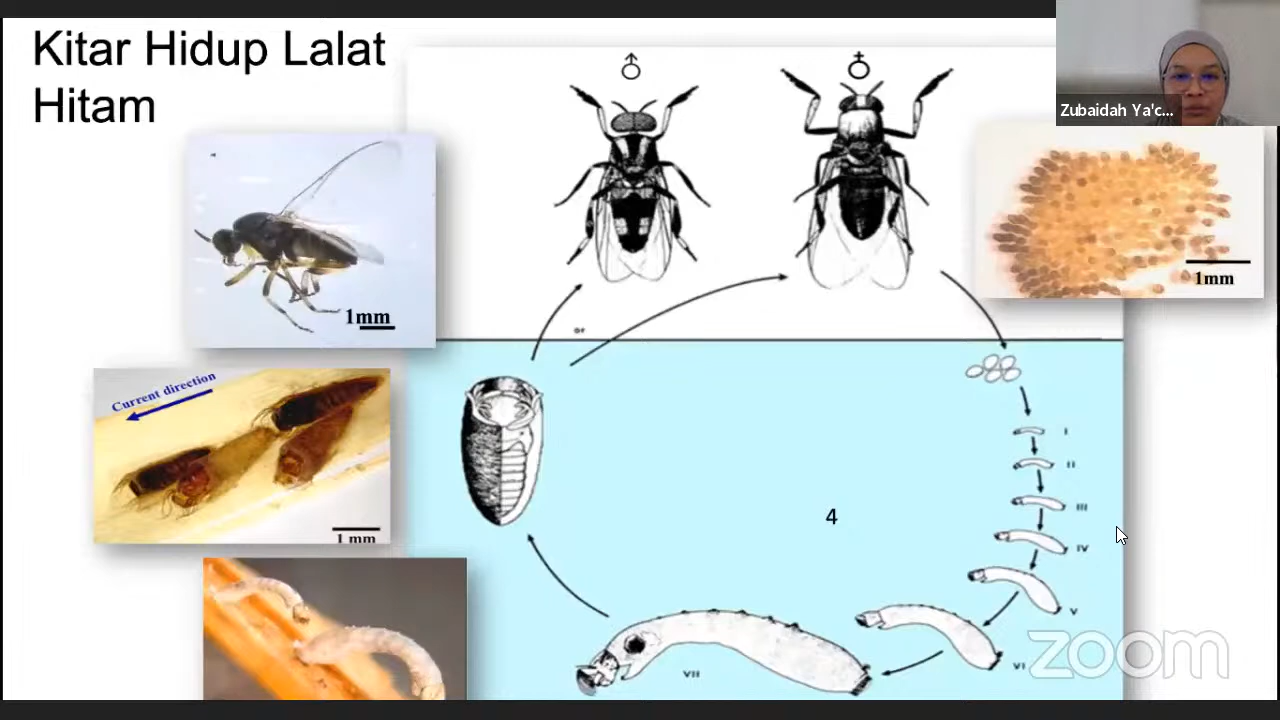 Kitar Hidup Lalat
Hitam
Zubaidah Ya'c...
♂
♀
1mm
1mm
Current direction
1 mm
4
I
II
III
IV
V
VI
VII
zoom